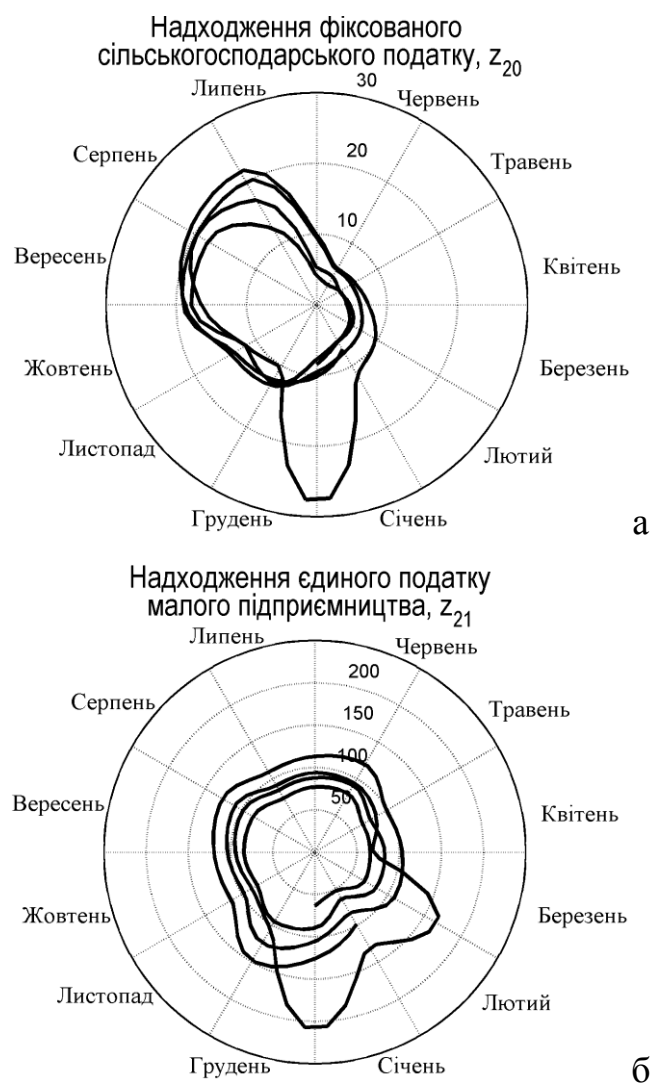 Надходження фіксованого
сільськогосподарського податку, z20
Липень
30
Червень
Серпень
20
Травень
10
Вересень
Квітень
Жовтень
Березень
Листопад
Лютий
Грудень
Січень
а
Надходження єдиного податку
малого підприємництва, z21
Липень
Червень
200
Серпень
150
Травень
100
Вересень
50
Квітень
Жовтень
Березень
Листопад
Лютий
Грудень
Січень
б